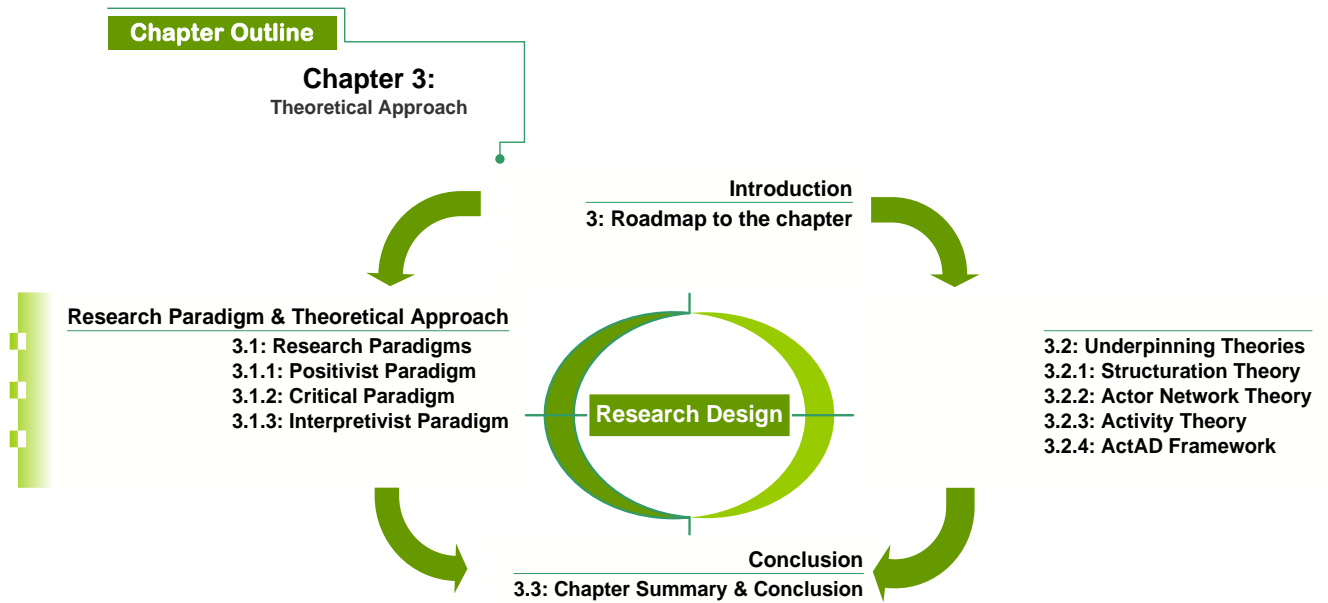 Chapter Outline
Chapter 3:
Theoretical Approach
Introduction
3: Roadmap to the chapter
Research Paradigm & Theoretical Approach
3.1: Research Paradigms
3.1.1: Positivist Paradigm
3.1.2: Critical Paradigm
3.1.3: Interpretivist Paradigm
Research Design
3.2: Underpinning Theories
3.2.1: Structuration Theory
3.2.2: Actor Network Theory
3.2.3: Activity Theory
3.2.4: ActAD Framework
Conclusion
3.3: Chapter Summary & Conclusion